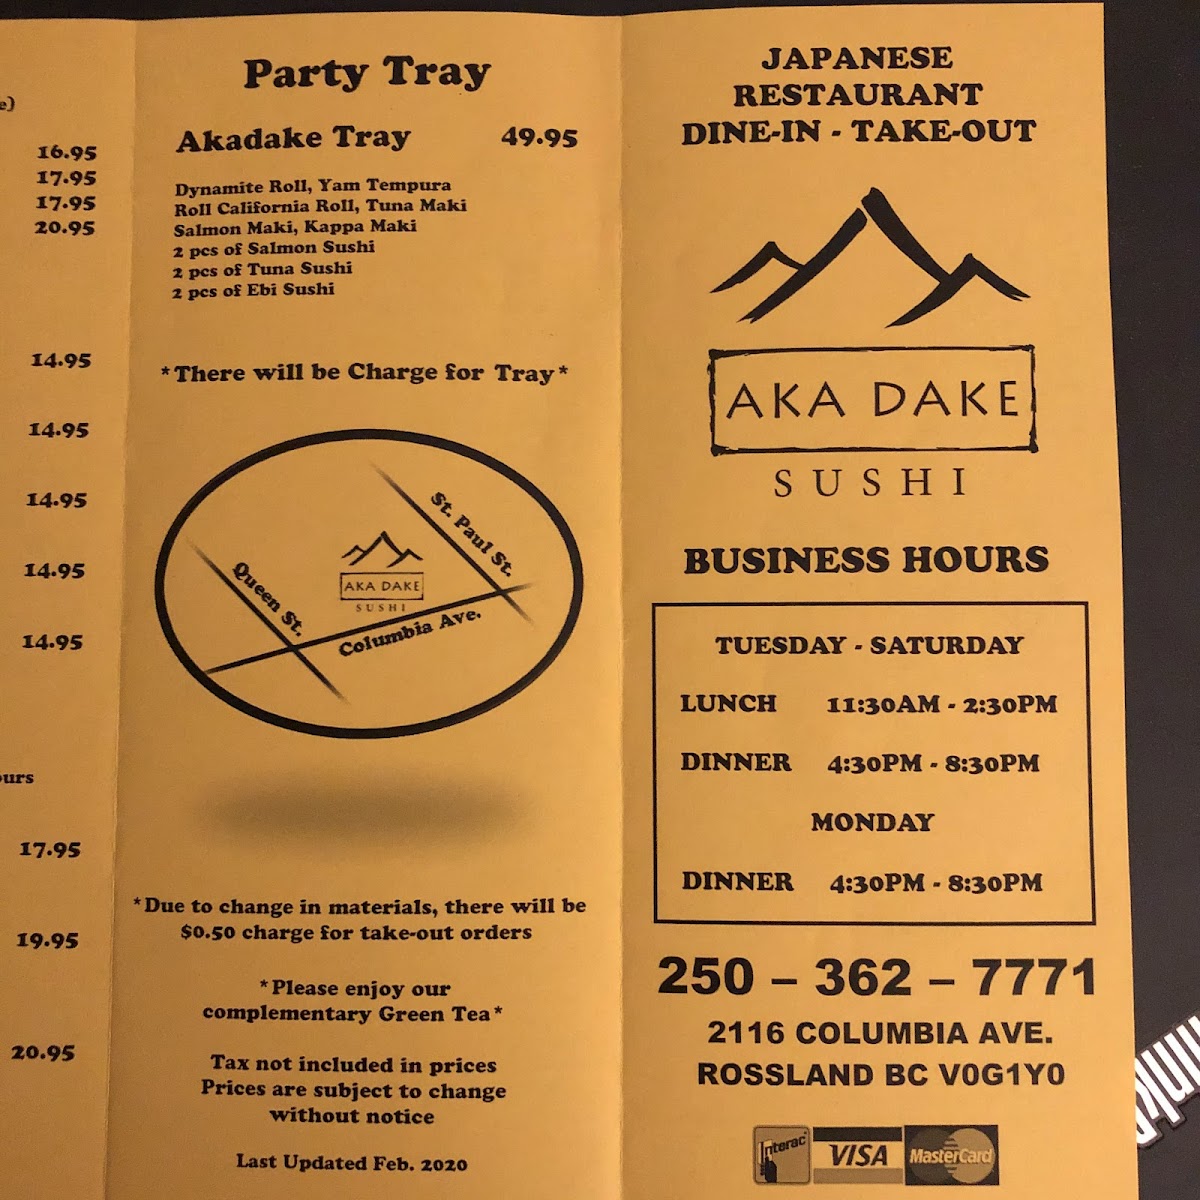 e)
16.95
17.95
17.95
20.95
14.95
14.95
14.95
14.95
14.95
ours
17.95
19.95
20.95
Party Tray
Akadake Tray 49.95
Dynamite Roll, Yam Tempura
Roll California Roll, Tuna Maki
Salmon Maki, Kappa Maki
2 pcs of Salmon Sushi
2 pcs of Tuna Sushi
2 pcs of Ebi Sushi
*There will be Charge for Tray*
St. Paul St.
Queen St.
AKA DAKE
SUSHI
Columbia Ave.
*Due to change in materials, there will be
$0.50 charge for take-out orders
*Please enjoy our
complementary Green Tea*
Tax not included in prices
Prices are subject to change
without notice
Last Updated Feb. 2020
JAPANESE
RESTAURANT
DINE-IN - TAKE-OUT
AKA DAKE
SUSHI
BUSINESS HOURS
TUESDAY - SATURDAY
LUNCH 11:30AM - 2:30PM
DINNER 4:30PM - 8:30PM
MONDAY
DINNER 4:30PM - 8:30PM
250 – 362 – 7771
2116 COLUMBIA AVE.
ROSSLAND BC V0G1Y0
Interac VISA MasterCard